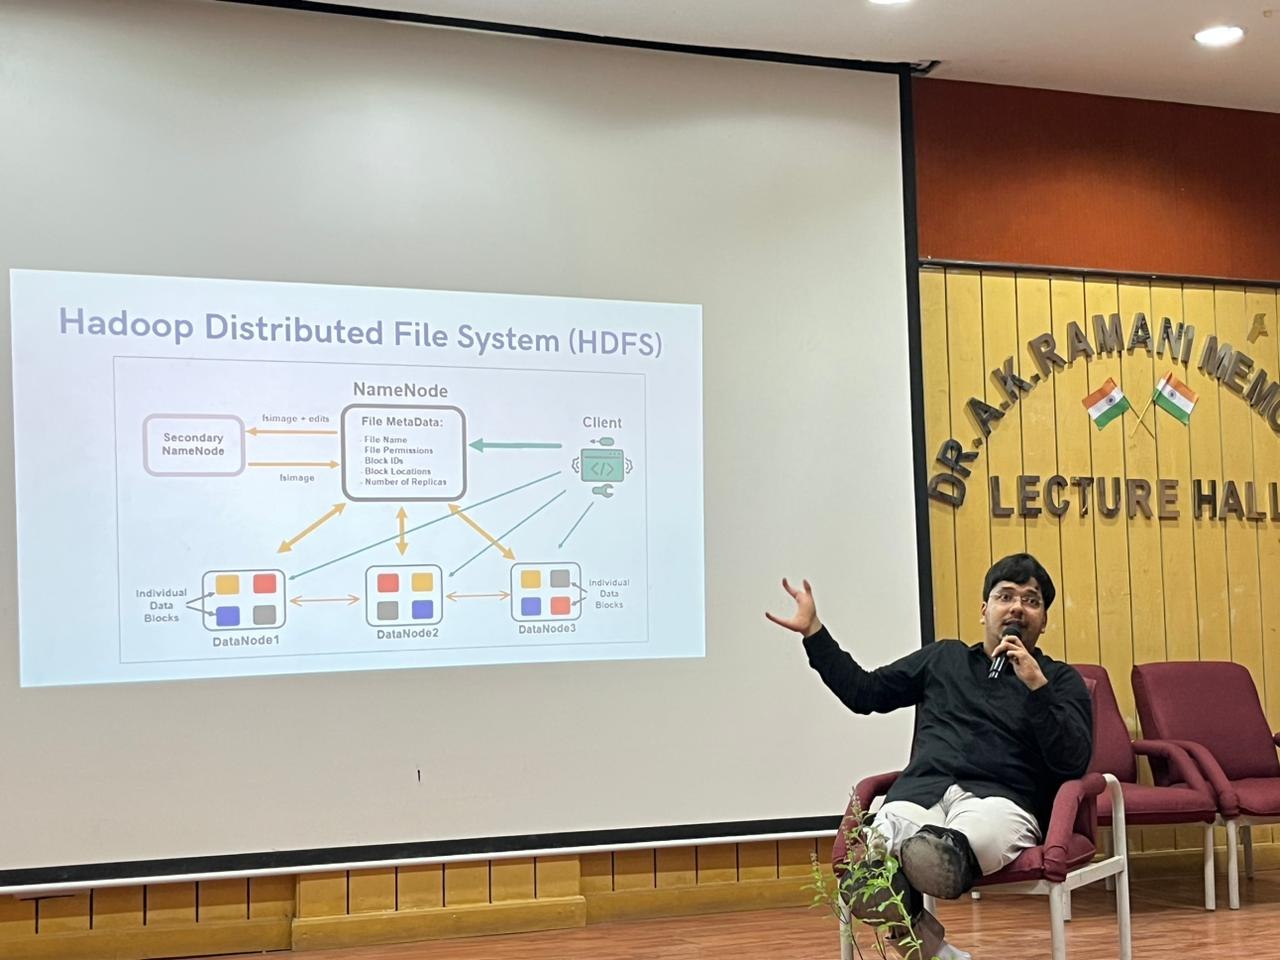 Hadoop Distributed File System (HDFS)
NameNode
File MetaData:
· File Name
· File Permissions
· Block IDs
· Block Locations
· Number of Replicas
fsimage + edits
Secondary
NameNode
fsimage
Client
</>
Individual
Data
Blocks
DataNode1
DataNode2
DataNode3
Individual
Data
Blocks
DR.A.K.RAMANI MEMO
LECTURE HALL